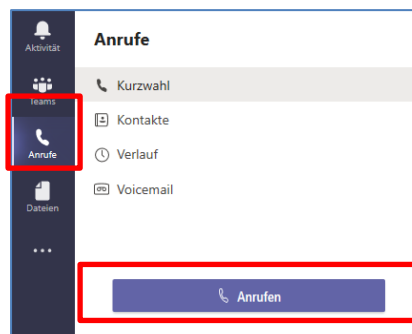 Aktivität
Teams
Anrufe
Dateien
Anrufe
Kurzwahl
Kontakte
Verlauf
Voicemail
Anrufen